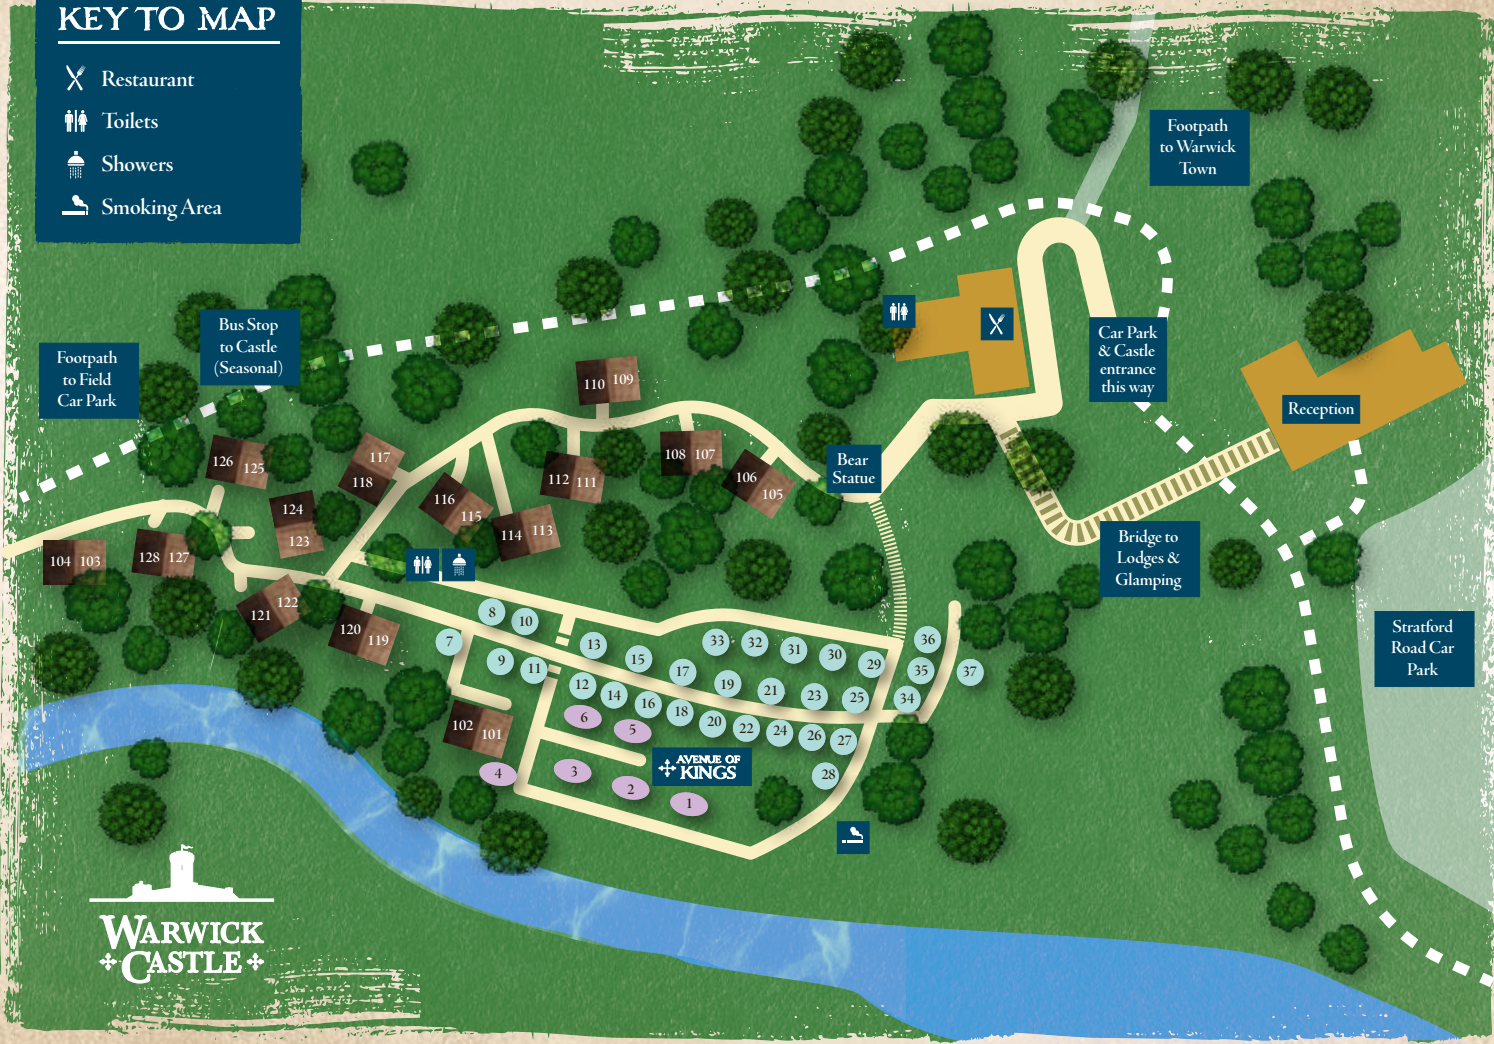 KEY TO MAP
Restaurant
Toilets
Showers
Smoking Area
Footpath
to Warwick
Town
Bus Stop
to Castle
(Seasonal)
Footpath
to Field
Car Park
Car Park
& Castle
entrance
this way
Reception
Bear
Statue
Bridge to
Lodges &
Glamping
Stratford
Road Car
Park
110 109
126 125
117
118
108 107
106
105
112 111
116
115
114 113
124
123
104 103
128 127
121 122
120
119
102
101
8
10
7
9
11
13
15
17
33
32
31
30
29
36
35
37
34
12
14
16
18
19
21
23
25
20
22
24
26
27
28
6
5
4
3
2
1
AVENUE OF
KINGS
WARWICK
CASTLE